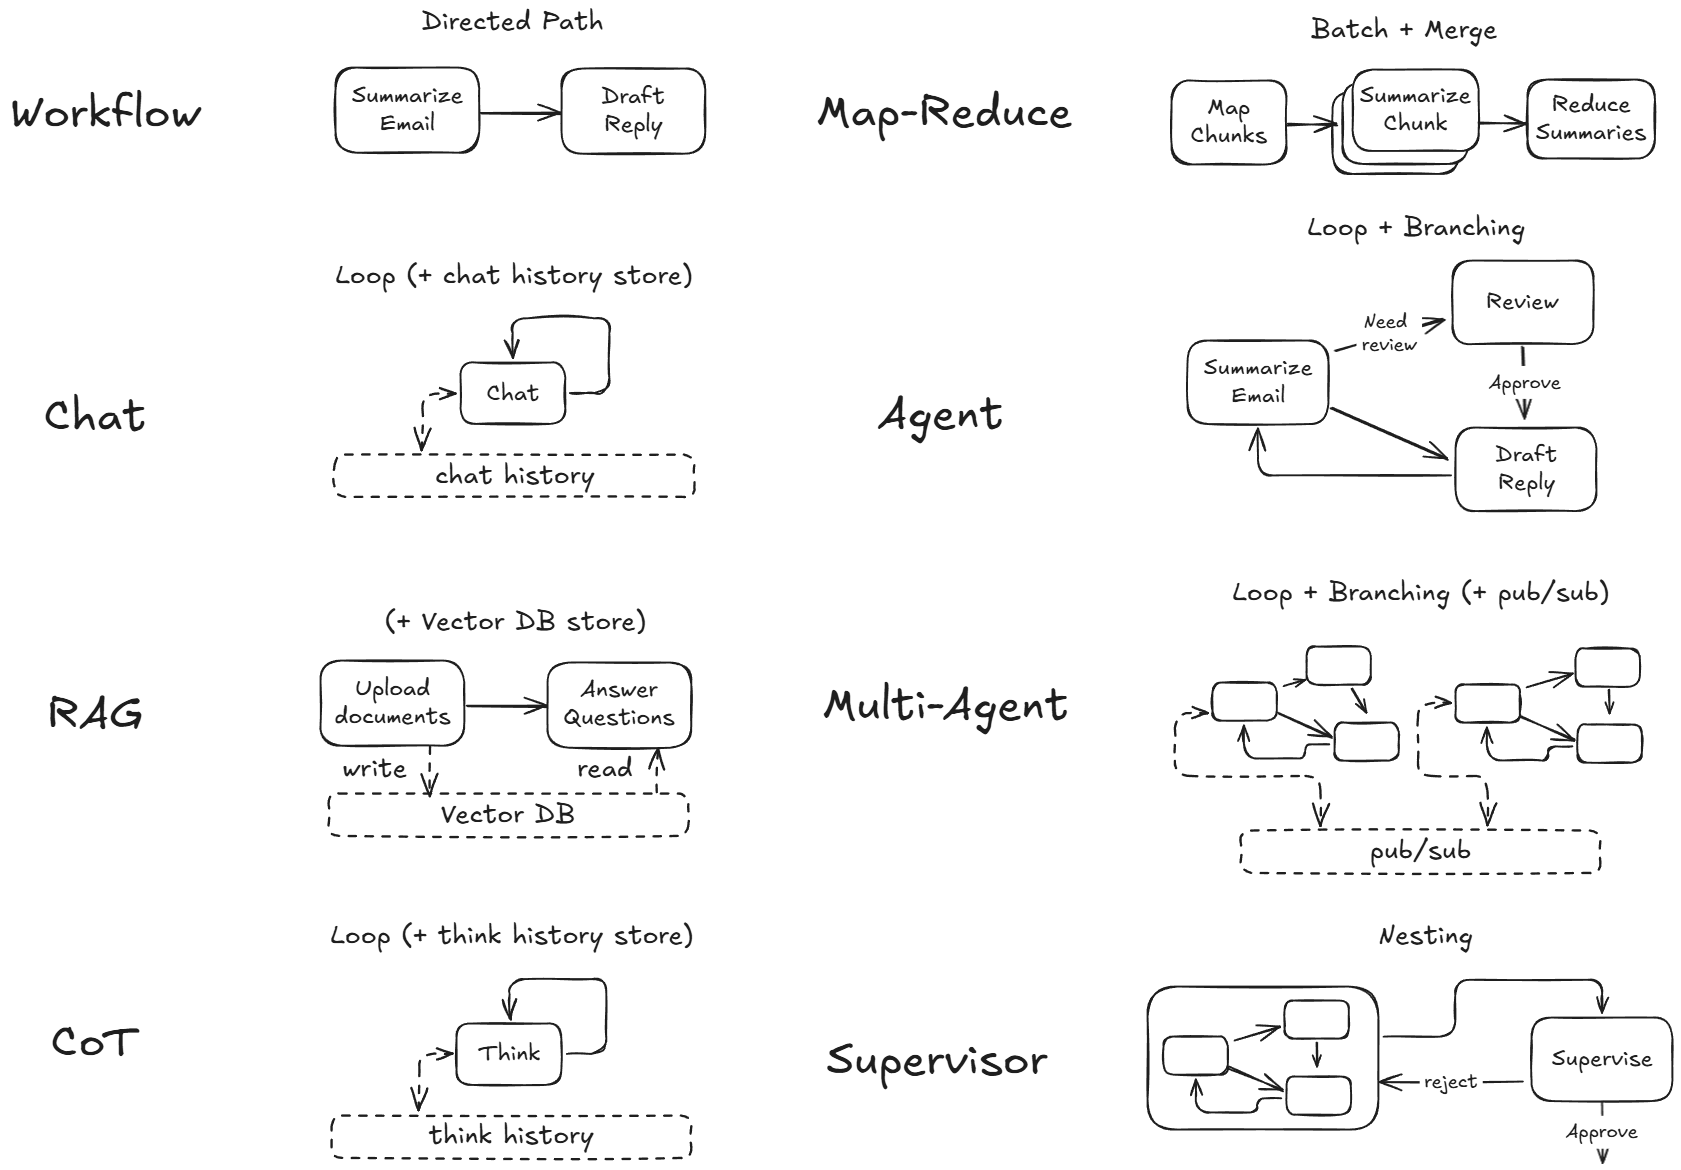 Workflow
Directed Path
Summarize
Email
Draft
Reply
Map-Reduce
Batch + Merge
Map
Chunks
Summarize
Chunk
Reduce
Summaries
Chat
Loop (+ chat history store)
Chat
chat history
Agent
Loop + Branching
Summarize
Email
Need
review
Review
Approve
Draft
Reply
RAG
(+ Vector DB store)
Upload
documents
Answer
Questions
write
read
Vector DB
Multi-Agent
Loop + Branching (+ pub/sub)
pub/sub
CoT
Loop (+ think history store)
Think
think history
Supervisor
Nesting
Supervise
reject
Approve